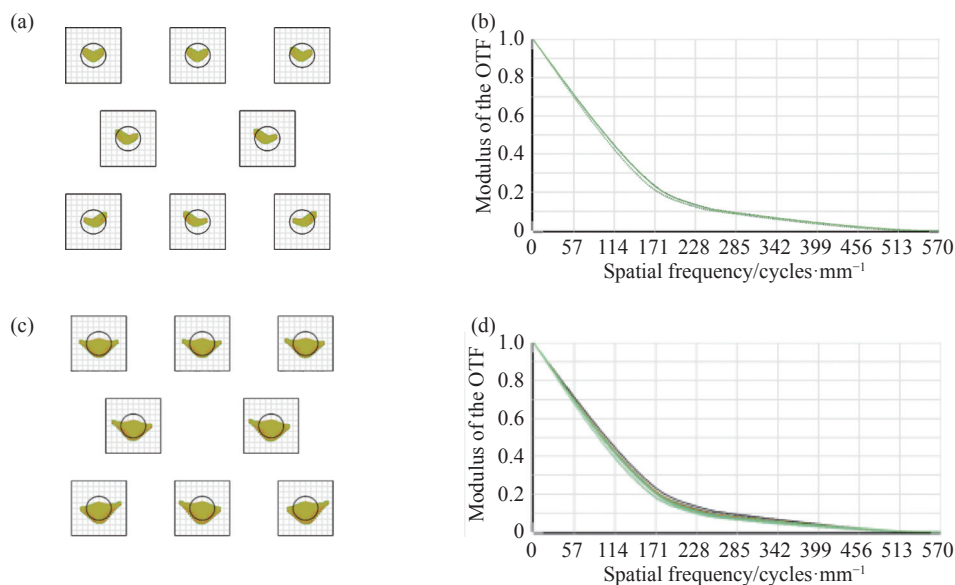 (a)
(b)
Modulus of the OTF
1.0
0.8
0.6
0.4
0.2
0
0 57 114 171 228 285 342 399 456 513 570
Spatial frequency/cycles·mm⁻¹
(c)
(d)
Modulus of the OTF
1.0
0.8
0.6
0.4
0.2
0
0 57 114 171 228 285 342 399 456 513 570
Spatial frequency/cycles·mm⁻¹